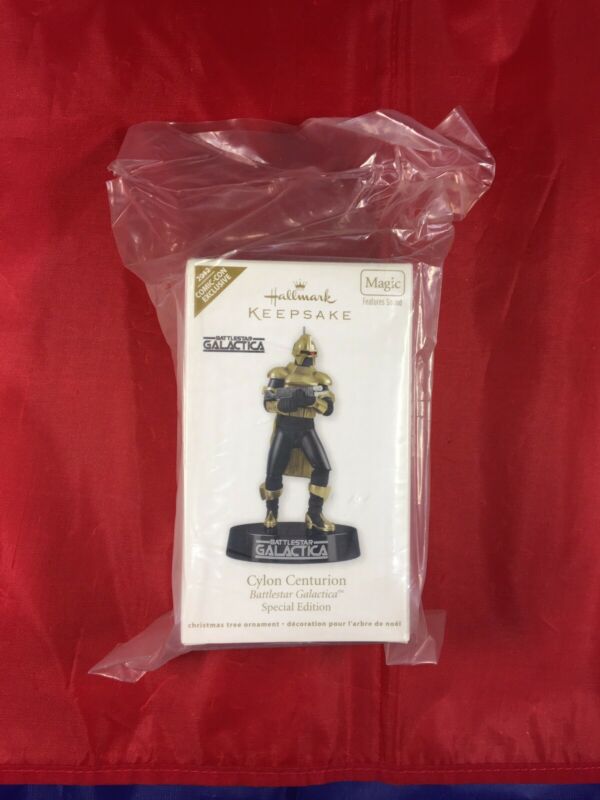 2012
COMIC-CON
EXCLUSIVE
Hallmark
KEEPSAKE
Magic
Features Sound
BATTLESTAR
GALACTICA
BATTLESTAR
GALACTICA
Cylon Centurion
Battlestar Galactica™
Special Edition
christmas tree ornament • décoration pour l'arbre de noël